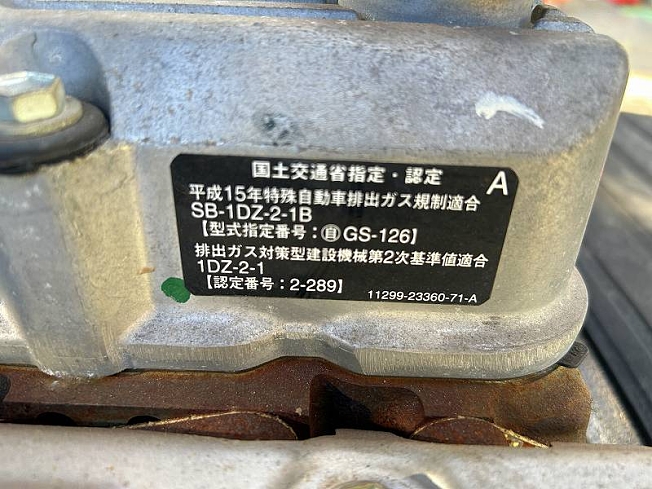 国土交通省指定・認定
A
平成15年特殊自動車排出ガス規制適合
SB-1DZ-2-1B
【型式指定番号:㊐GS-126】
排出ガス対策型建設機械第2次基準値適合
1DZ-2-1
【認定番号:2-289】
11299-23360-71-A